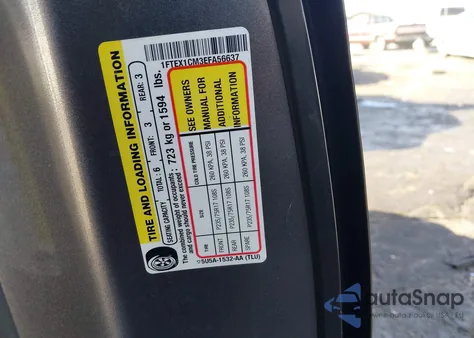 1FTEX1CM3EFA56637
TIRE AND LOADING INFORMATION
SEATING CAPACITY TOTAL: 6 FRONT: 3 REAR: 3
The combined weight of occupants and cargo should never exceed: 723 kg or 1594 lbs.
TIRE SIZE COLD TIRE PRESSURE
FRONT P235/75R17 108S 260 KPA, 38 PSI
REAR P235/75R17 108S 260 KPA, 38 PSI
SPARE P235/75R17 108S 260 KPA, 38 PSI
SEE OWNERS
MANUAL FOR
ADDITIONAL
INFORMATION
5U5A-1532-AA (TLU)
autaSnap